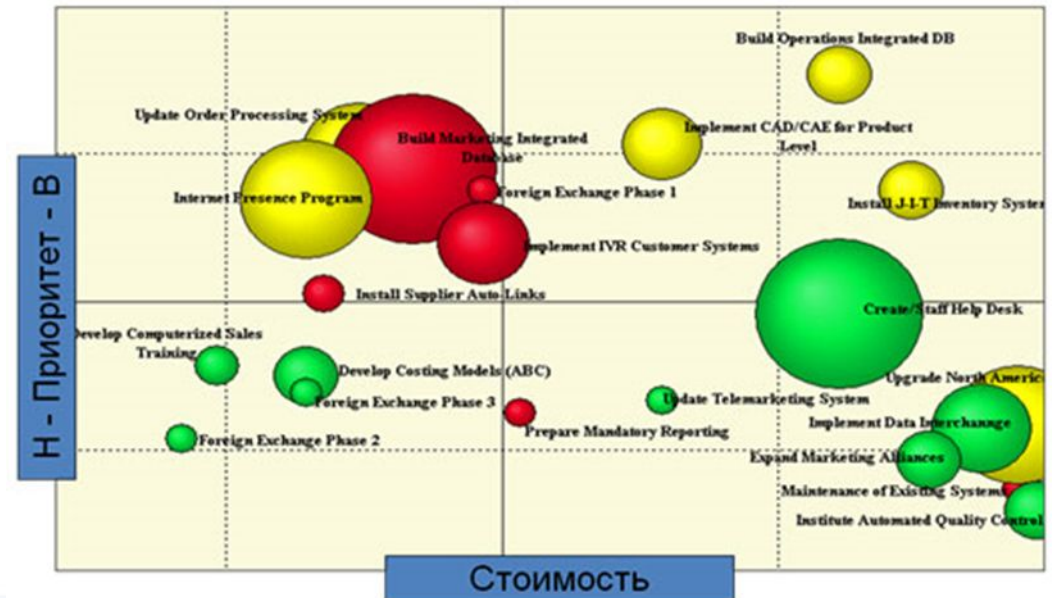 Build Operations Integrated DB
Update Order Processing System
Build Marketing Integrated
Database
Implement CAD/CAE for Product
Level
Internet Presence Program
Foreign Exchange Phase 1
Install J-I-T Inventory System
Implement IVR Customer Systems
Install Supplier Auto-Links
Create/Staff Help Desk
Develop Computerized Sales
Training
Develop Costing Models (ABC)
Upgrade North Americ
Foreign Exchange Phase 3
Update Telemarketing System
Implement Data Interchannge
Prepare Mandatory Reporting
Foreign Exchange Phase 2
Expand Marketing Alliances
Maintenance of Existing Systems
Institute Automated Quality Control
Н - Приоритет - В
Стоимость